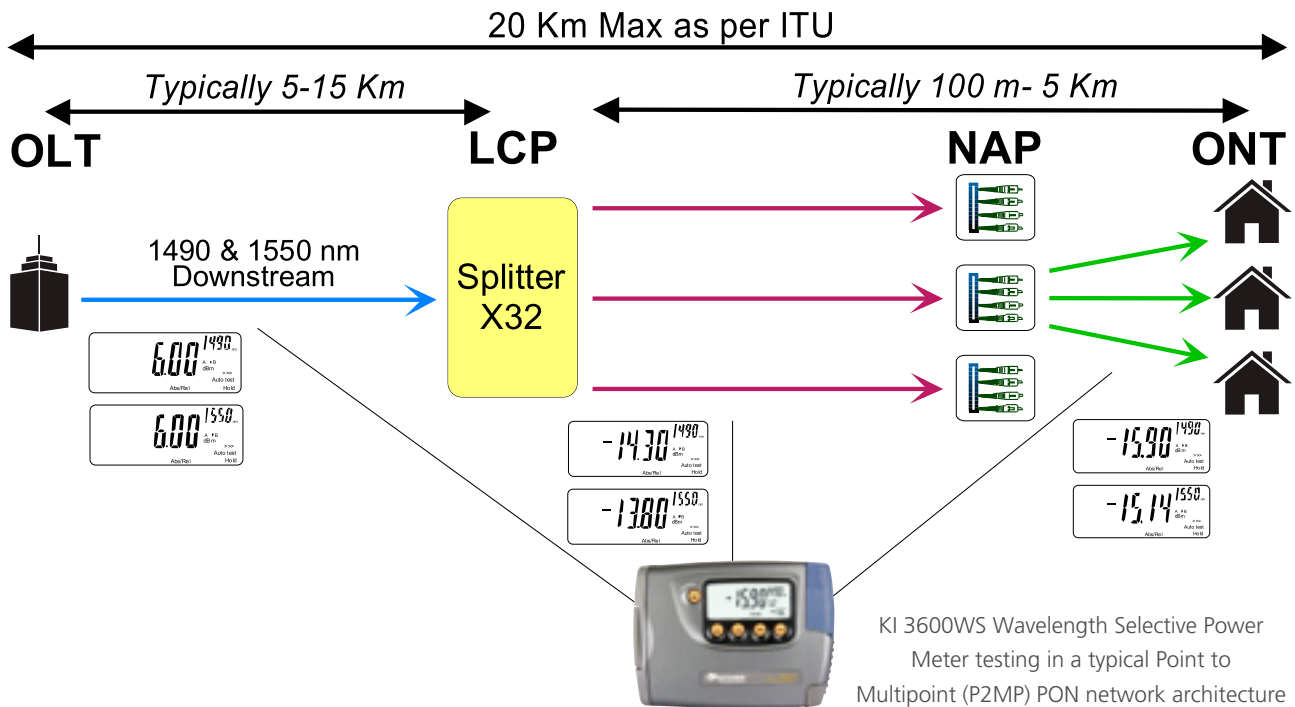 20 Km Max as per ITU
Typically 5-15 Km
Typically 100 m- 5 Km
OLT
LCP
NAP
ONT
1490 & 1550 nm
Downstream
Splitter
X32
6.00 1490 nm
A ▸B
dBm
>>>
Auto test
Abs/Rel Hold
6.00 1550
A ▸B
dBm
>>>
Auto test
Abs/Rel Hold
-14.30 1490
A ▸B
dBm
>>>
Auto test
Abs/Rel Hold
-13.80 1550
A ▸B
dBm
>>>
Auto test
Abs/Rel Hold
-15.90 1490
A ▸B
dBm
>>>
Auto test
Abs/Rel Hold
-15.14 1550
A ▸B
dBm
>>>
Auto test
Abs/Rel Hold
-15.90
KI 3600WS Wavelength Selective Power
Meter testing in a typical Point to
Multipoint (P2MP) PON network architecture